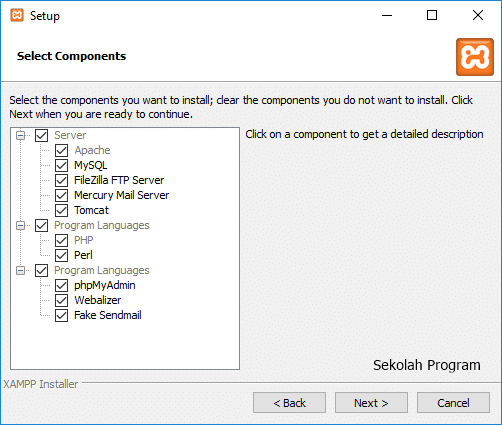 Setup
Select Components
Select the components you want to install; clear the components you do not want to install. Click
Next when you are ready to continue.
Server
Apache
MySQL
FileZilla FTP Server
Mercury Mail Server
Tomcat
Program Languages
PHP
Perl
Program Languages
phpMyAdmin
Webalizer
Fake Sendmail
Click on a component to get a detailed description
Sekolah Program
XAMPP Installer
< Back
Next >
Cancel